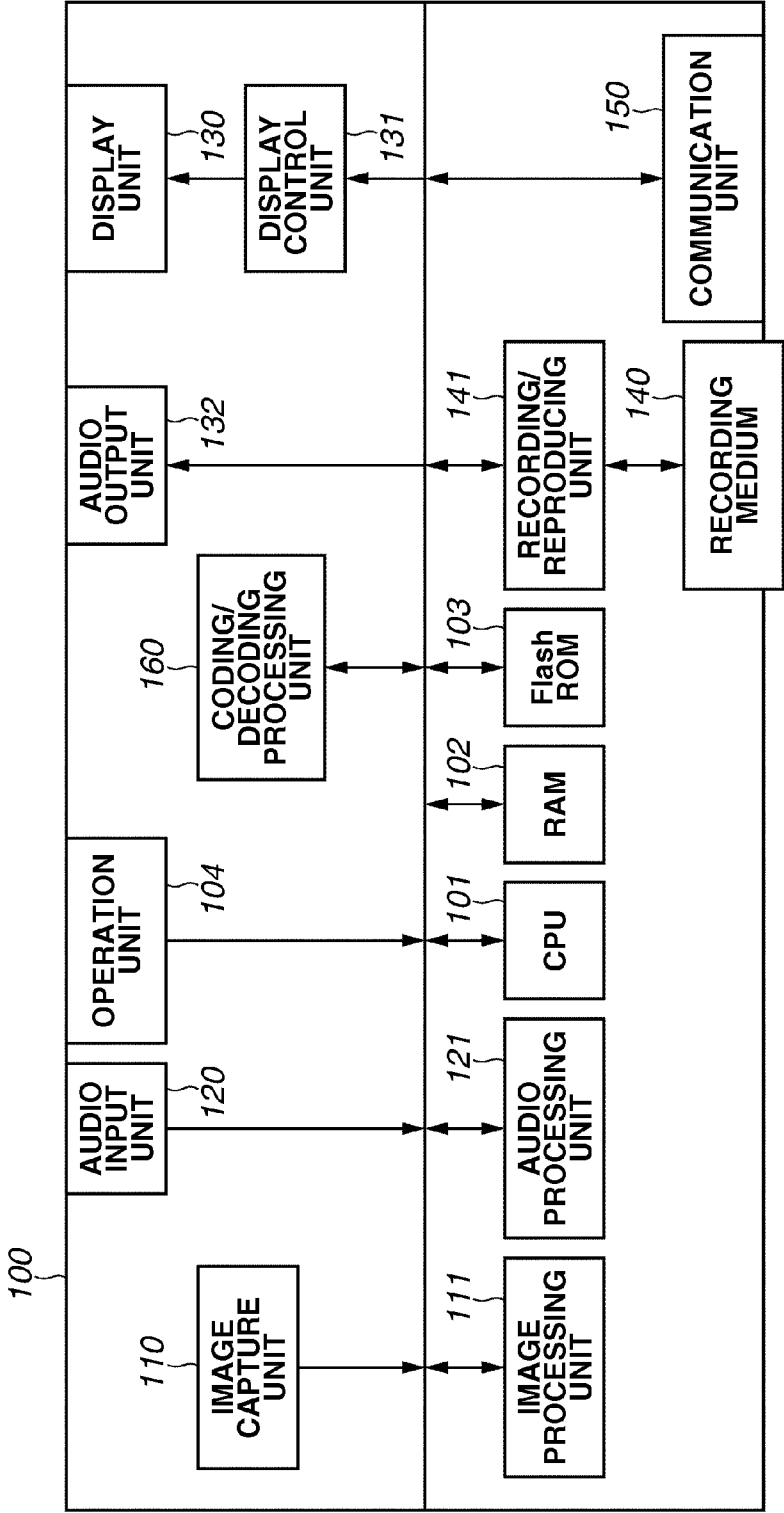 100
110
IMAGE
CAPTURE
UNIT
AUDIO
INPUT
UNIT
120
OPERATION
UNIT
104
160
CODING/
DECODING
PROCESSING
UNIT
AUDIO
OUTPUT
UNIT
132
DISPLAY
UNIT
130
DISPLAY
CONTROL
UNIT
131
111
IMAGE
PROCESSING
UNIT
121
AUDIO
PROCESSING
UNIT
101
CPU
102
RAM
103
Flash
ROM
141
RECORDING/
REPRODUCING
UNIT
140
RECORDING
MEDIUM
150
COMMUNICATION
UNIT